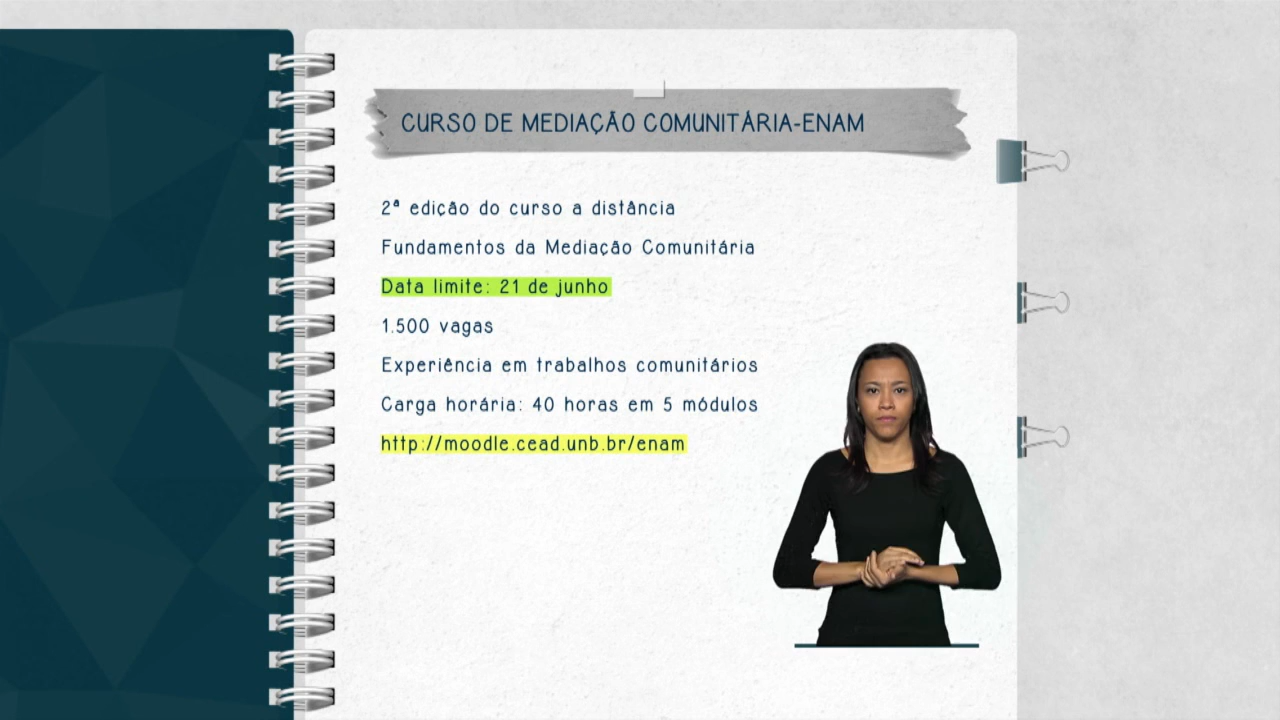 CURSO DE MEDIAÇÃO COMUNITÁRIA-ENAM
2ª edição do curso a distância
Fundamentos da Mediação Comunitária
Data limite: 21 de junho
1.500 vagas
Experiência em trabalhos comunitários
Carga horária: 40 horas em 5 módulos
http://moodle.cead.unb.br/enam